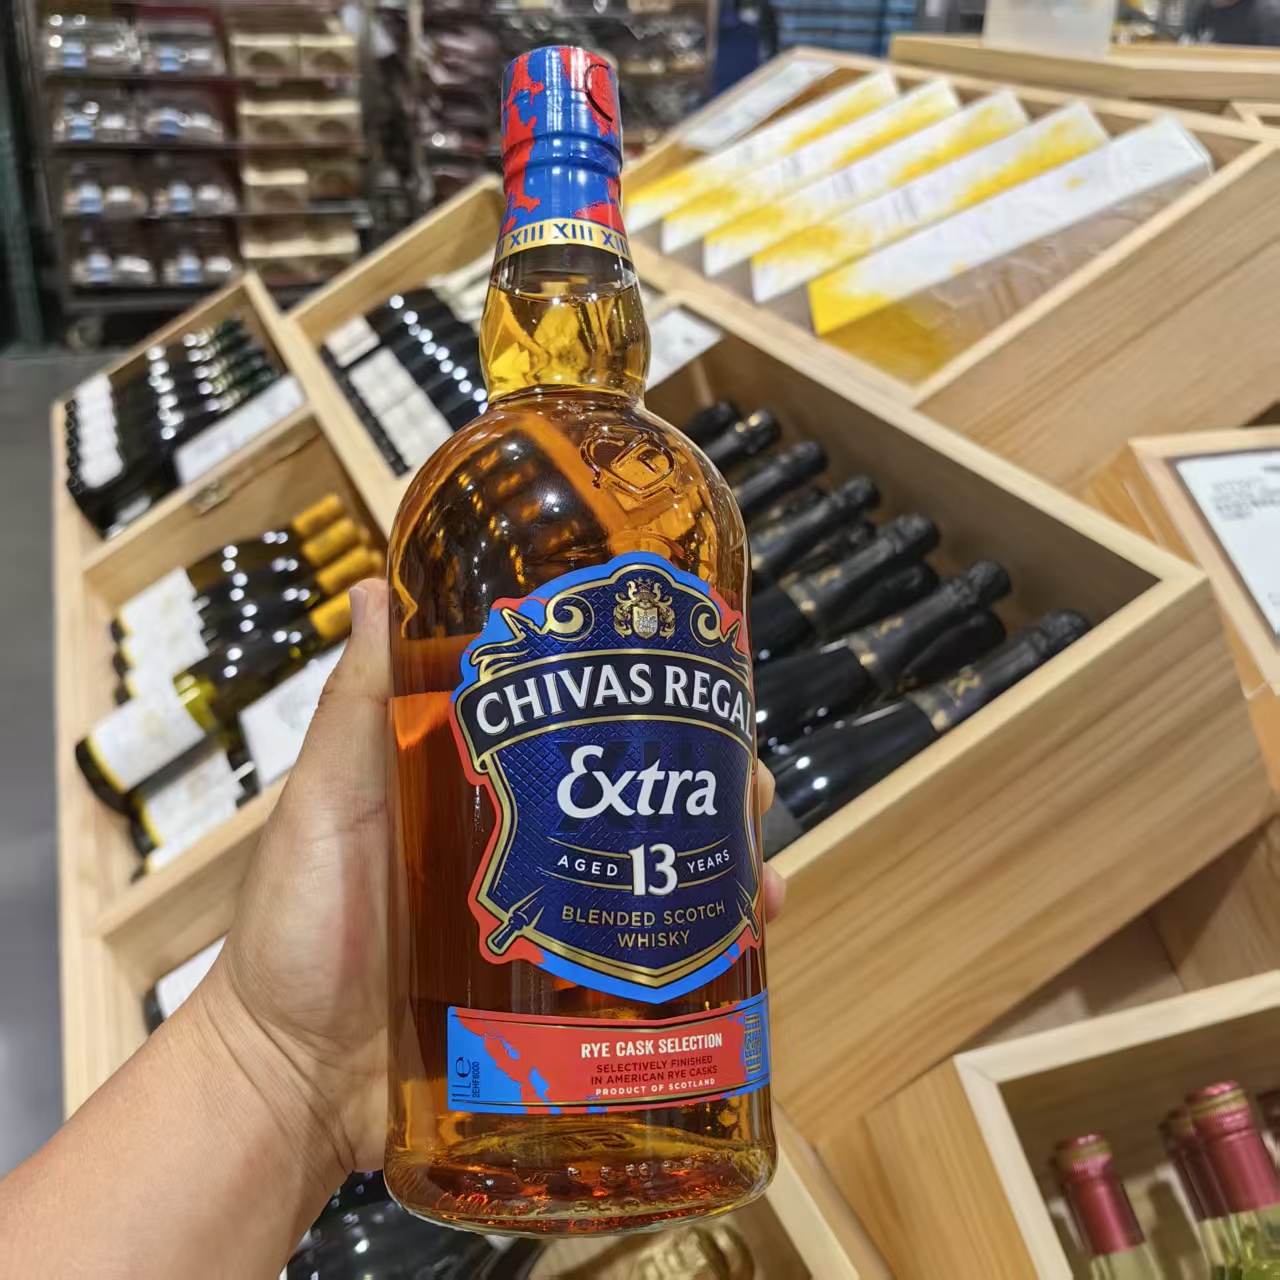 XIII XIII XIII
CHIVAS REGAL
Extra
AGED 13 YEARS
BLENDED SCOTCH
WHISKY
RYE CASK SELECTION
SELECTIVELY FINISHED
IN AMERICAN RYE CASKS
PRODUCT OF SCOTLAND
1L e